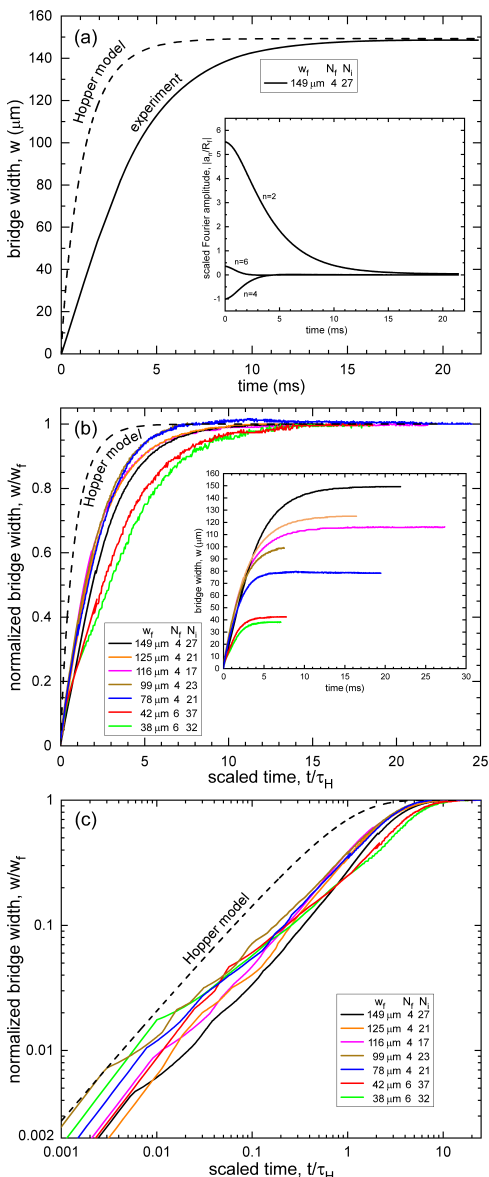 (a)
Hopper model
experiment
w_f N_f N_i
149 μm 4 27
bridge width, w (μm)
160
140
120
100
80
60
40
20
0
0 5 10 15 20
time (ms)
scaled Fourier amplitude, |a_n/R_f|
6
5
4
3
2
1
0
-1
n=2
n=6
n=4
0 5 10 15 20
time (ms)
(b)
Hopper model
normalized bridge width, w/w_f
1
0.8
0.6
0.4
0.2
0
0 5 10 15 20 25
scaled time, t/τ_H
w_f N_f N_i
149 μm 4 27
125 μm 4 21
116 μm 4 17
99 μm 4 23
78 μm 4 21
42 μm 6 37
38 μm 6 32
bridge width, w (μm)
150
140
130
120
110
100
90
80
70
60
50
40
30
20
10
0
0 5 10 15 20 25 30
time (ms)
(c)
Hopper model
normalized bridge width, w/w_f
1
0.1
0.01
0.002
0.001 0.01 0.1 1 10
scaled time, t/τ_H
w_f N_f N_i
149 μm 4 27
125 μm 4 21
116 μm 4 17
99 μm 4 23
78 μm 4 21
42 μm 6 37
38 μm 6 32